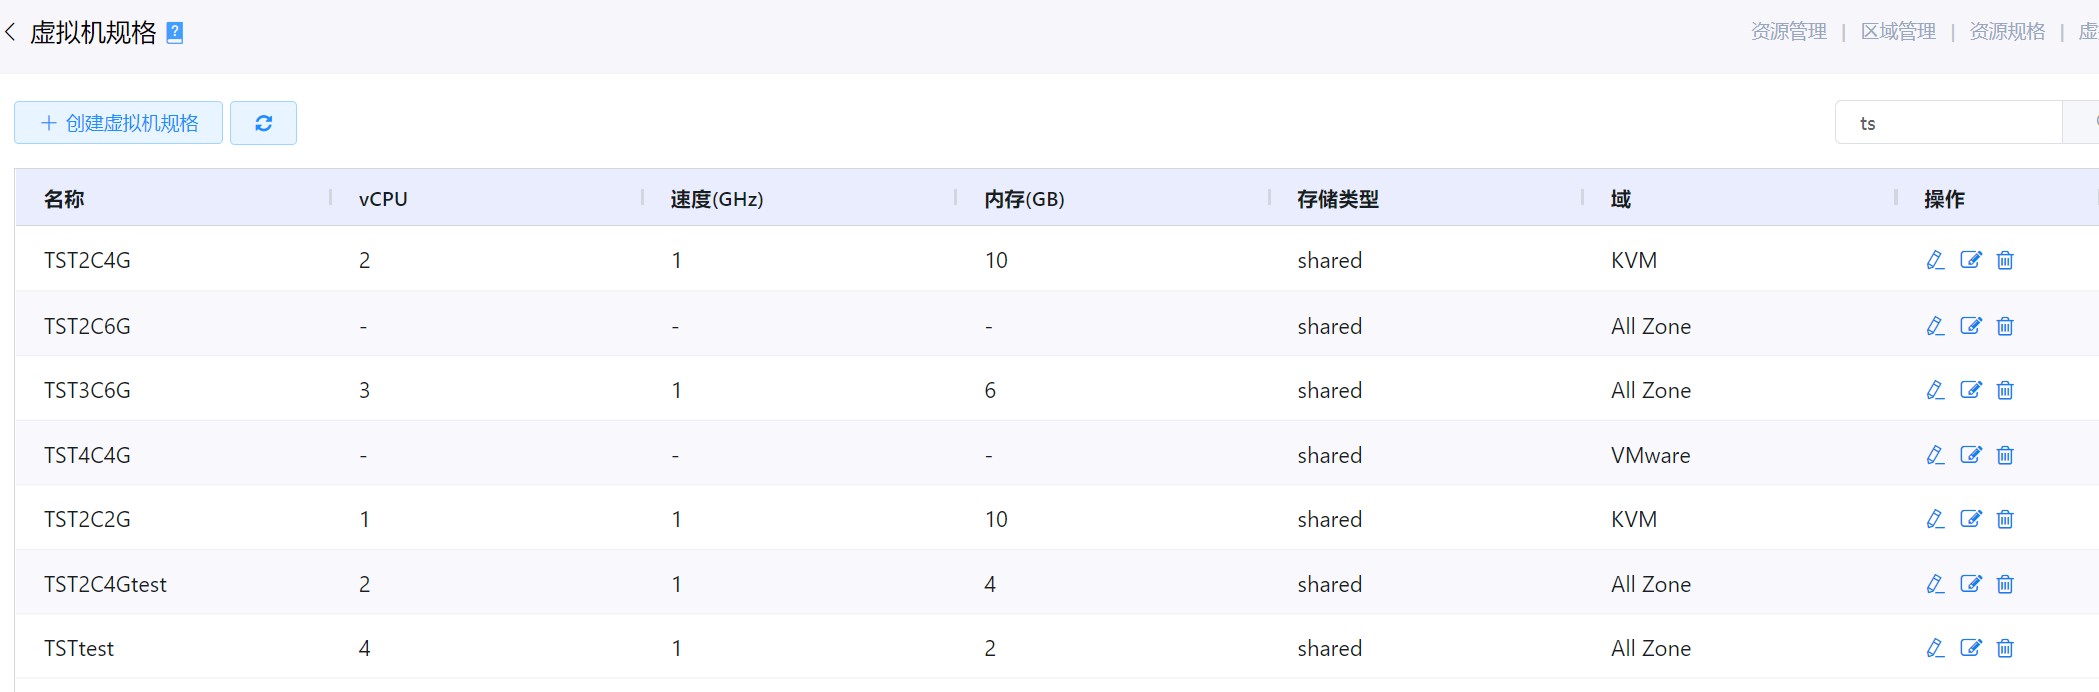 虚拟机规格 ?
资源管理 | 区域管理 | 资源规格 |
+ 创建虚拟机规格
ts
名称 vCPU 速度(GHz) 内存(GB) 存储类型 域 操作
TST2C4G 2 1 10 shared KVM
TST2C6G - - - shared All Zone
TST3C6G 3 1 6 shared All Zone
TST4C4G - - - shared VMware
TST2C2G 1 1 10 shared KVM
TST2C4Gtest 2 1 4 shared All Zone
TSTtest 4 1 2 shared All Zone